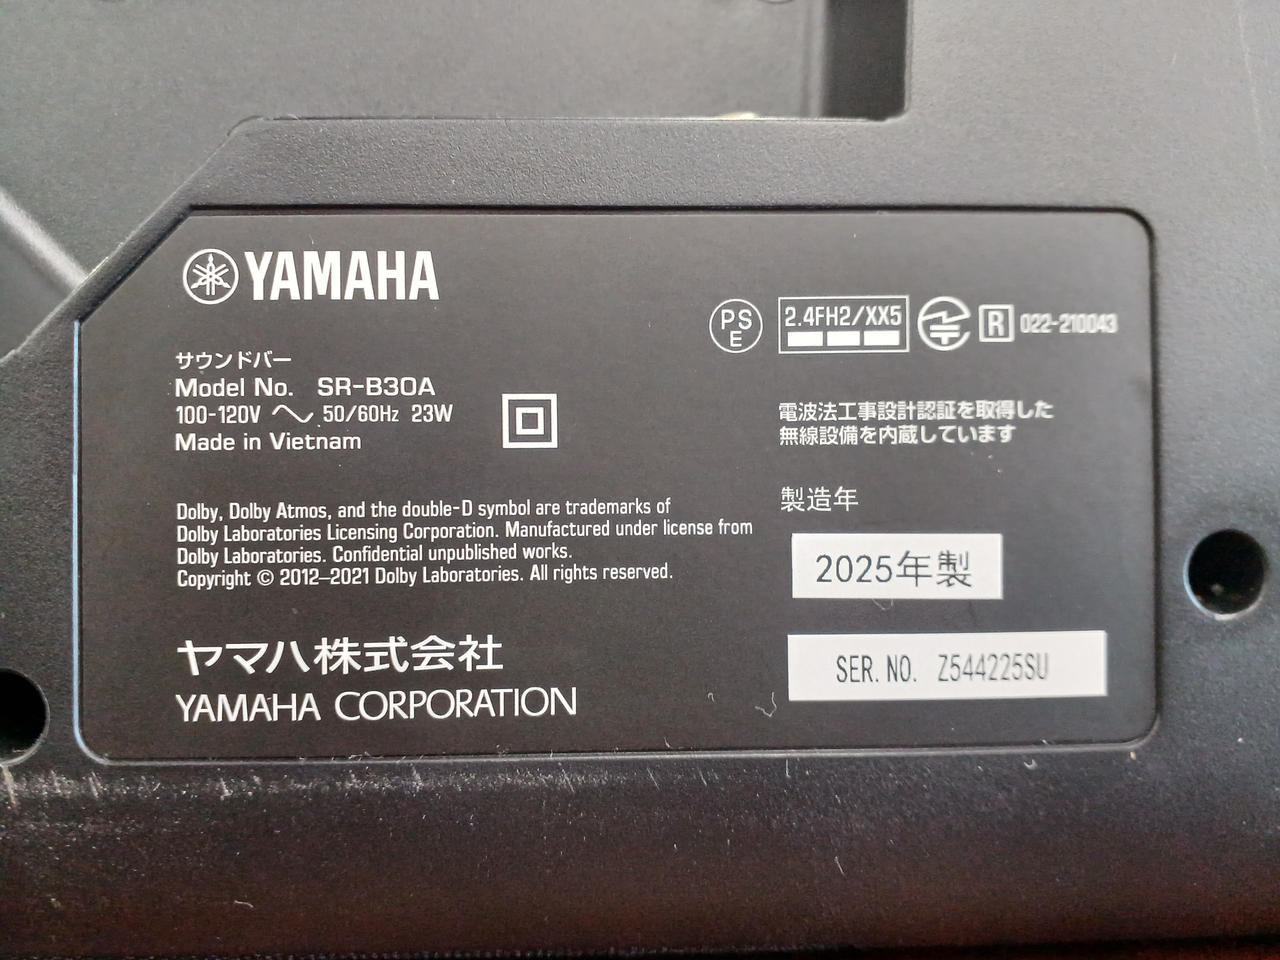 YAMAHA
サウンドバー
Model No. SR-B30A
100-120V 50/60Hz 23W
Made in Vietnam
Dolby, Dolby Atmos, and the double-D symbol are trademarks of
Dolby Laboratories Licensing Corporation. Manufactured under license from
Dolby Laboratories. Confidential unpublished works.
Copyright © 2012–2021 Dolby Laboratories. All rights reserved.
ヤマハ株式会社
YAMAHA CORPORATION
PS
E
2.4FH2/XX5
R 022-210043
電波法工事設計認証を取得した
無線設備を内蔵しています
製造年
2025年製
SER. NO. Z544225SU